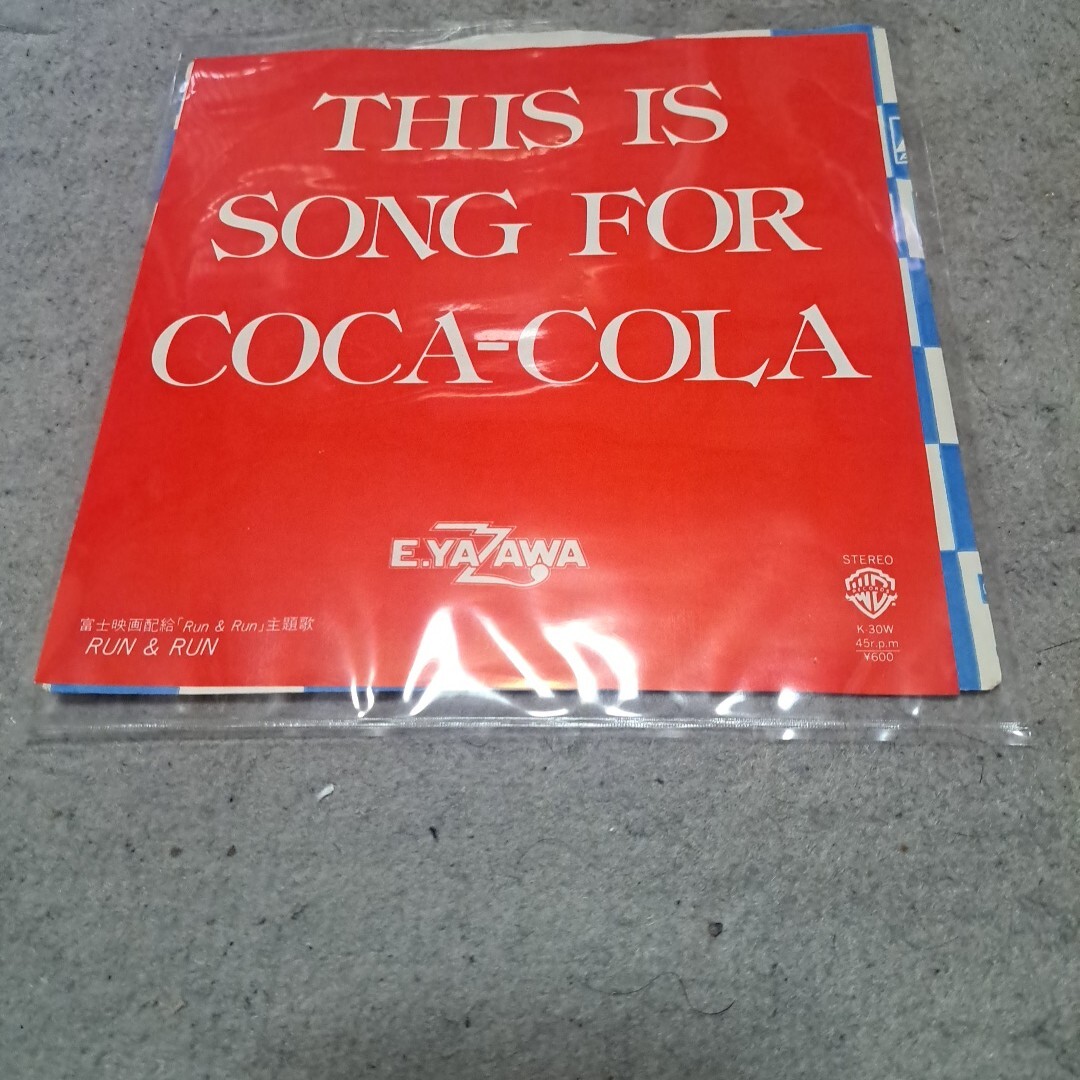 THIS IS
SONG FOR
COCA-COLA
E.YAZAWA
STEREO
RECORDS
K-30W
45r.p.m
¥600
富士映画配給「Run & Run」主題歌
RUN & RUN